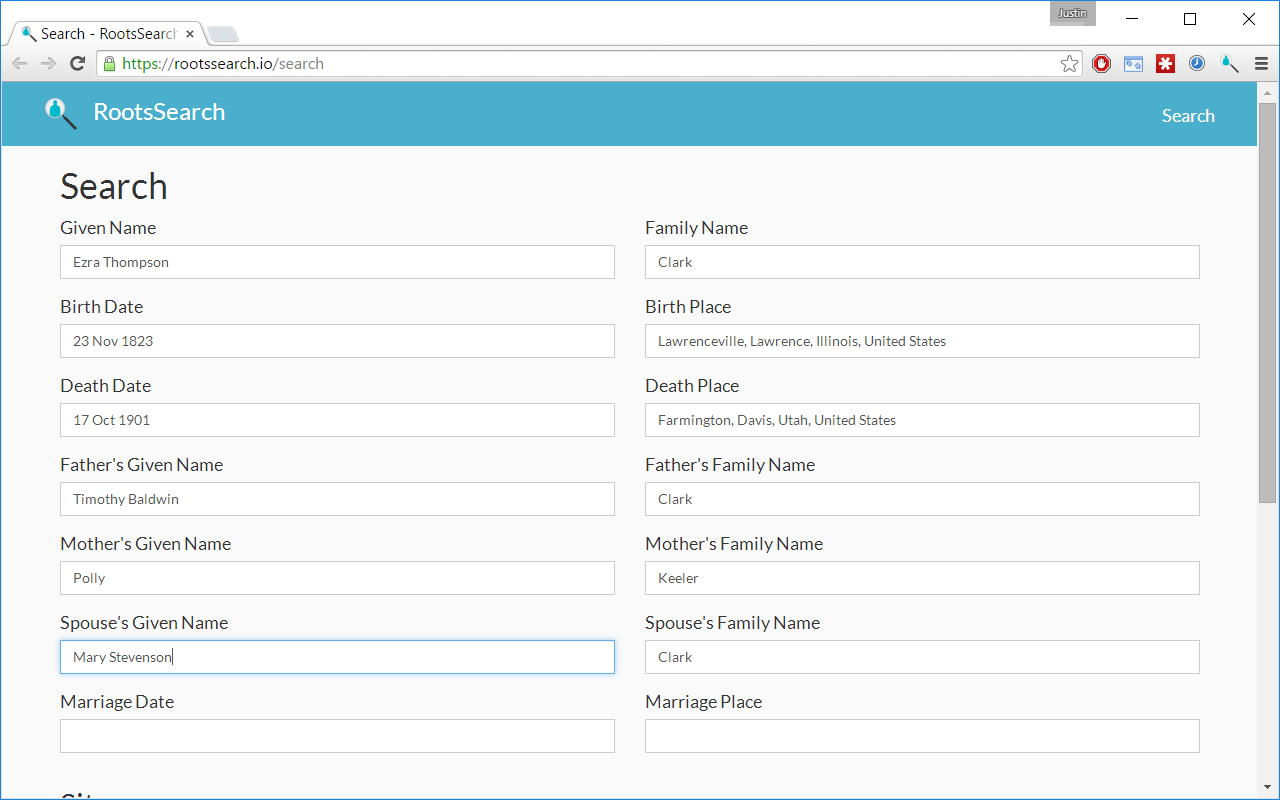 Justin
Search - RootsSearch
https://rootssearch.io/search
RootsSearch
Search
Search
Given Name
Family Name
Ezra Thompson
Clark
Birth Date
Birth Place
23 Nov 1823
Lawrenceville, Lawrence, Illinois, United States
Death Date
Death Place
17 Oct 1901
Farmington, Davis, Utah, United States
Father's Given Name
Father's Family Name
Timothy Baldwin
Clark
Mother's Given Name
Mother's Family Name
Polly
Keeler
Spouse's Given Name
Spouse's Family Name
Mary Stevenson
Clark
Marriage Date
Marriage Place